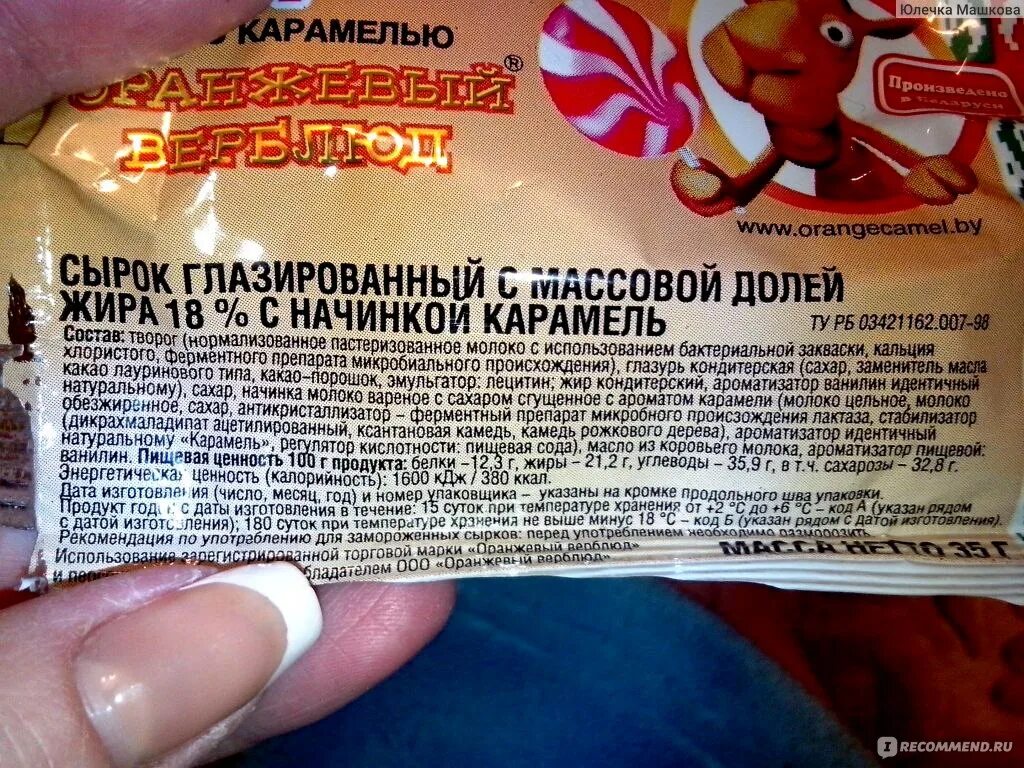 Юлечка Машкова
КАРАМЕЛЬЮ
ОРАНЖЕВЫЙ®
ВЕРБЛЮД
Произведено
в Беларуси
www.orangecamel.by
СЫРОК ГЛАЗИРОВАННЫЙ С МАССОВОЙ ДОЛЕЙ
ЖИРА 18 % С НАЧИНКОЙ КАРАМЕЛЬ
ТУ РБ 03421162.007-98
Состав: творог (нормализованное пастеризованное молоко с использованием бактериальной закваски, кальция
хлористого, ферментного препарата микробиального происхождения), глазурь кондитерская (сахар, заменитель масла
какао лауринового типа, какао-порошок, эмульгатор: лецитин; жир кондитерский, ароматизатор ванилин идентичный
натуральному), сахар, начинка молоко вареное с сахаром сгущенное с ароматом карамели (молоко цельное, молоко
обезжиренное, сахар, антикристаллизатор – ферментный препарат микробного происхождения лактаза, стабилизатор
(дикрахмаладипат ацетилированный, ксантановая камедь, камедь рожкового дерева), ароматизатор идентичный
натуральному „Карамель", регулятор кислотности: пищевая сода), масло из коровьего молока, ароматизатор пищевой:
ванилин. Пищевая ценность 100 г продукта: белки –12,3 г, жиры – 21,2 г, углеводы – 35,9 г, в т.ч. сахарозы – 32,8 г.
Энергетическая ценность (калорийность): 1600 кДж / 380 ккал.
Дата изготовления (число, месяц, год) и номер упаковщика – указаны на кромке продольного шва упаковки.
Продукт годен с даты изготовления в течение: 15 суток при температуре хранения от +2 °С до +6 °С – код А (указан рядом
с датой изготовления); 180 суток при температуре хранения не выше минус 18 °С – код Б (указан рядом с датой изготовления).
Рекомендация по употреблению для замороженных сырков: перед употреблением необходимо разморозить.
МАССА НЕТТО 35 Г
Использование зарегистрированной торговой марки "Оранжевый верблюд"
и обладателем ООО "Оранжевый верблюд"
IRECOMMEND.RU